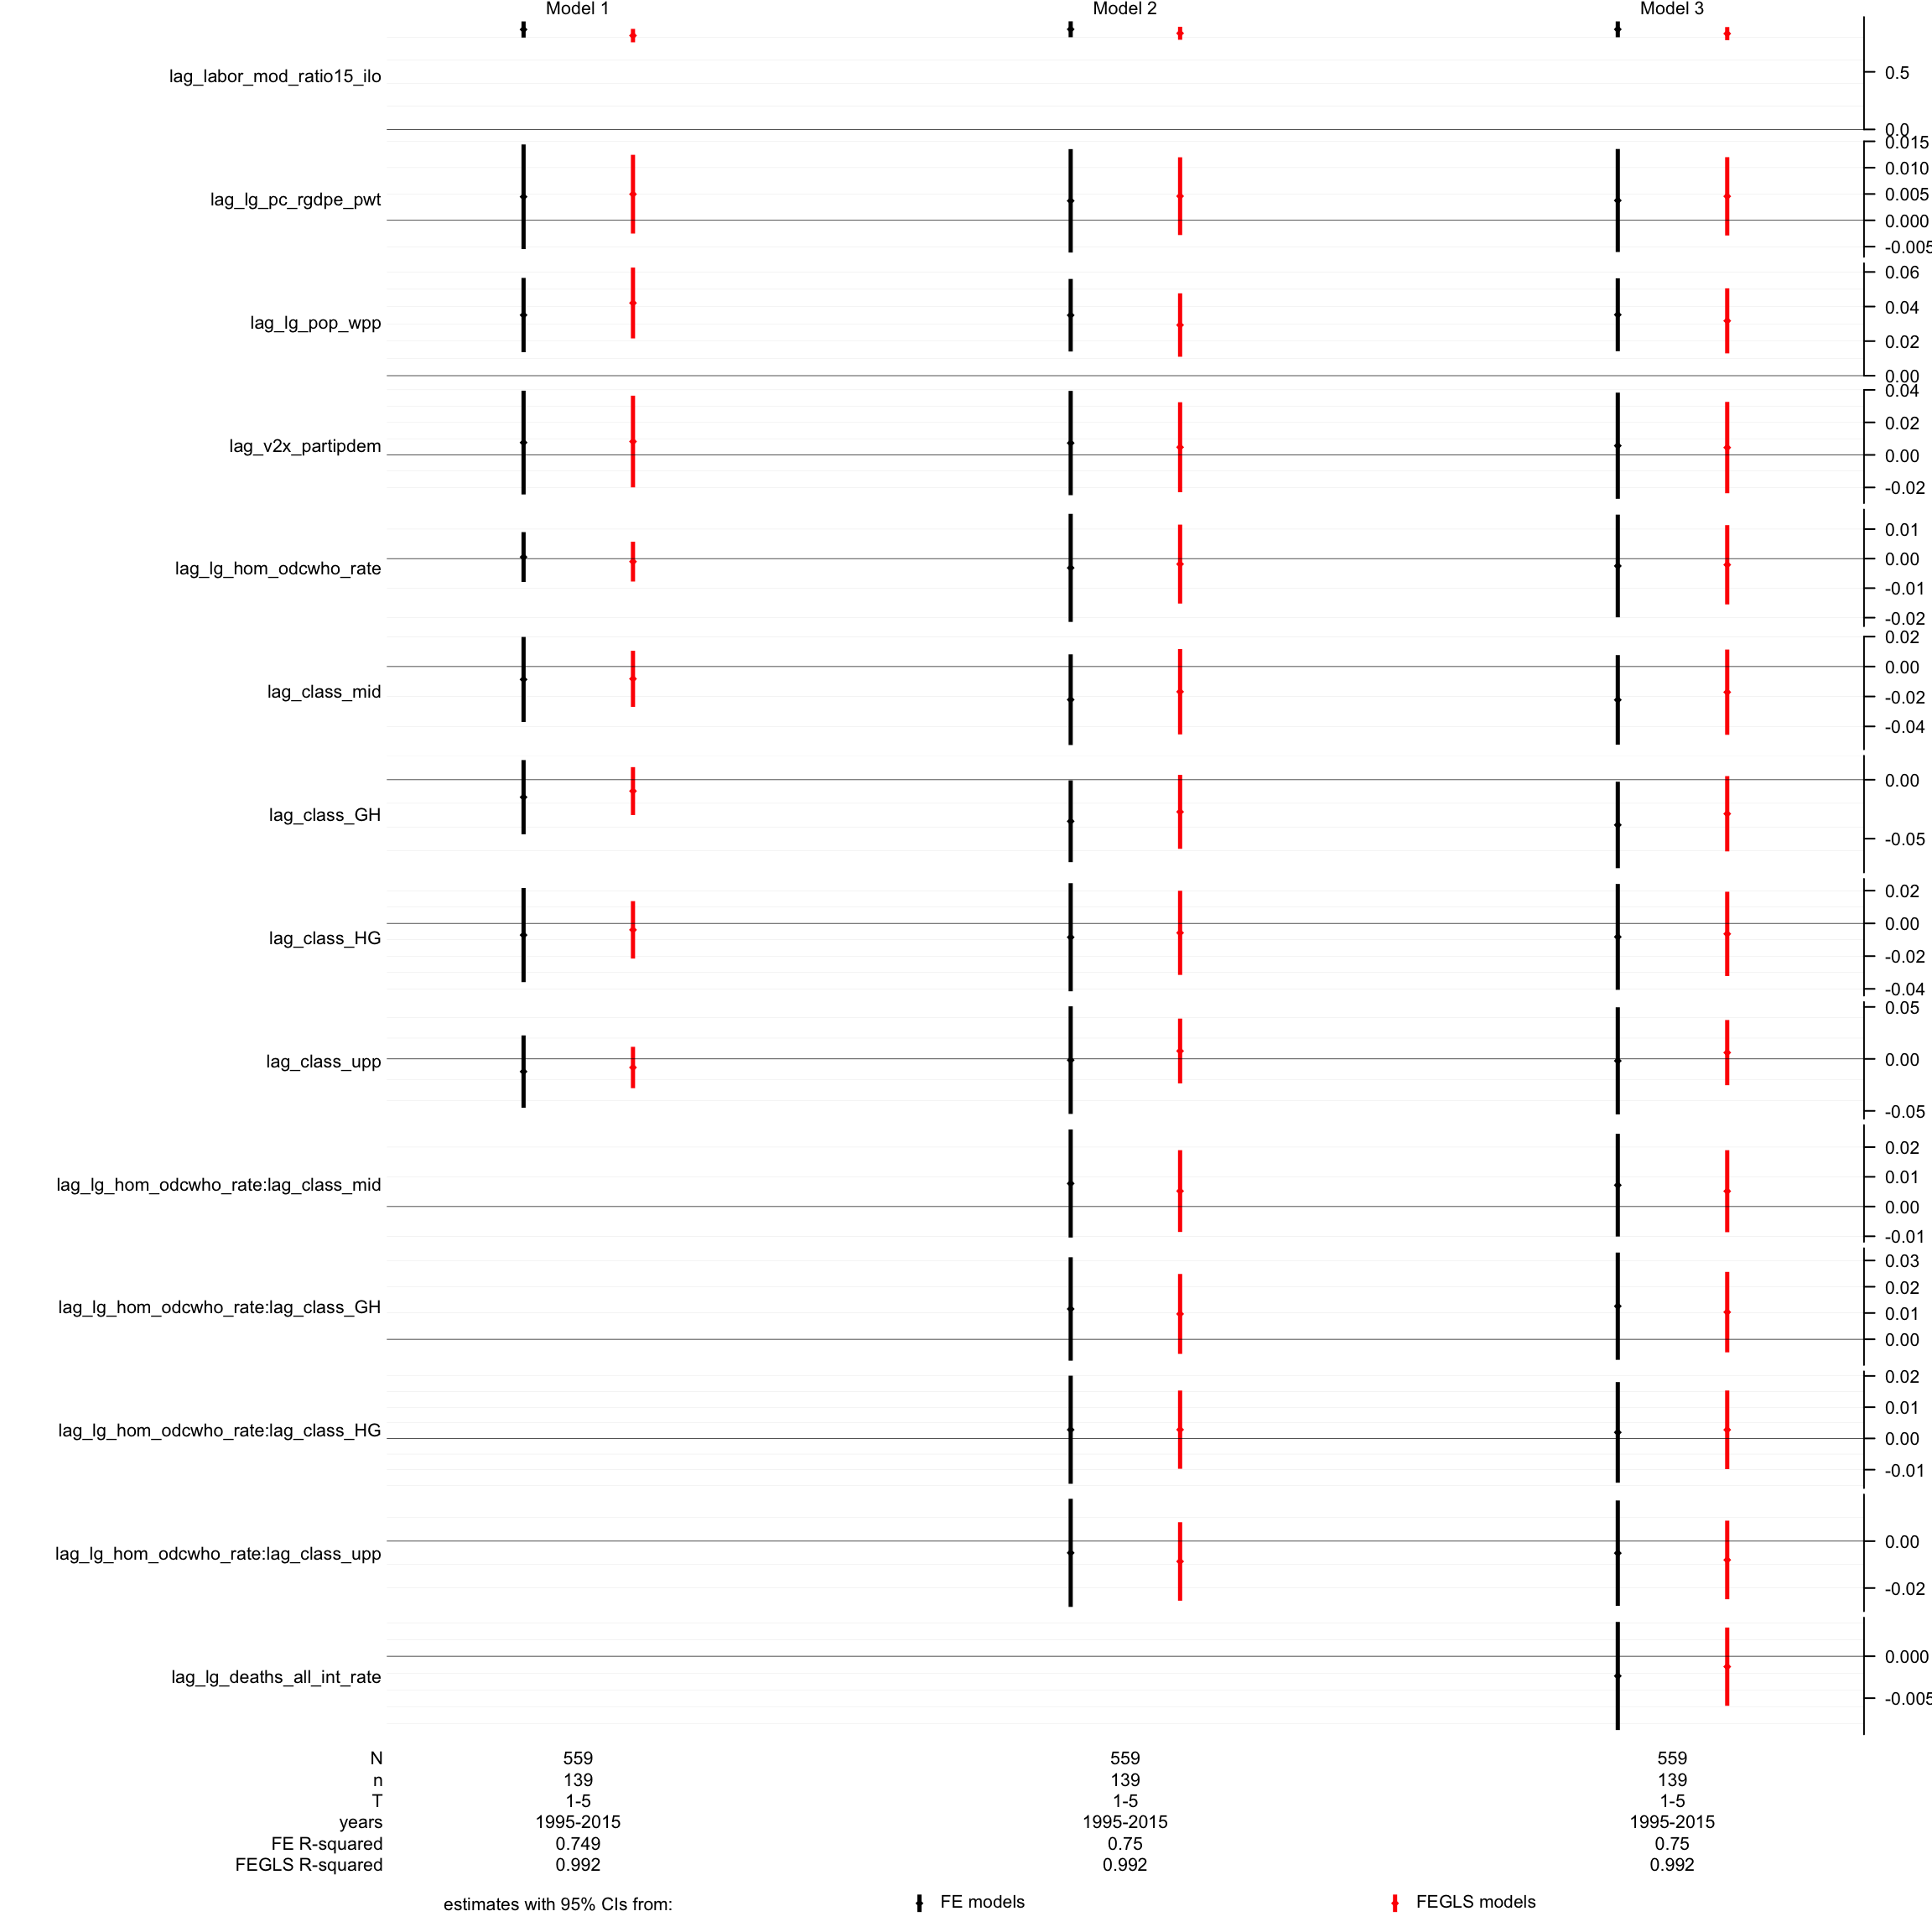 Model 1 Model 2 Model 3
lag_labor_mod_ratio15_ilo
0.5
0.0
lag_lg_pc_rgdpe_pwt
0.015
0.010
0.005
0.000
-0.005
lag_lg_pop_wpp
0.06
0.04
0.02
0.00
lag_v2x_partipdem
0.04
0.02
0.00
-0.02
lag_lg_hom_odcwho_rate
0.01
0.00
-0.01
-0.02
lag_class_mid
0.02
0.00
-0.02
-0.04
lag_class_GH
0.00
-0.05
lag_class_HG
0.02
0.00
-0.02
-0.04
lag_class_upp
0.05
0.00
-0.05
lag_lg_hom_odcwho_rate:lag_class_mid
0.02
0.01
0.00
-0.01
lag_lg_hom_odcwho_rate:lag_class_GH
0.03
0.02
0.01
0.00
lag_lg_hom_odcwho_rate:lag_class_HG
0.02
0.01
0.00
-0.01
lag_lg_hom_odcwho_rate:lag_class_upp
0.00
-0.02
lag_lg_deaths_all_int_rate
0.000
-0.005
N 559 559 559
n 139 139 139
T 1-5 1-5 1-5
years 1995-2015 1995-2015 1995-2015
FE R-squared 0.749 0.75 0.75
FEGLS R-squared 0.992 0.992 0.992
estimates with 95% CIs from: FE models FEGLS models